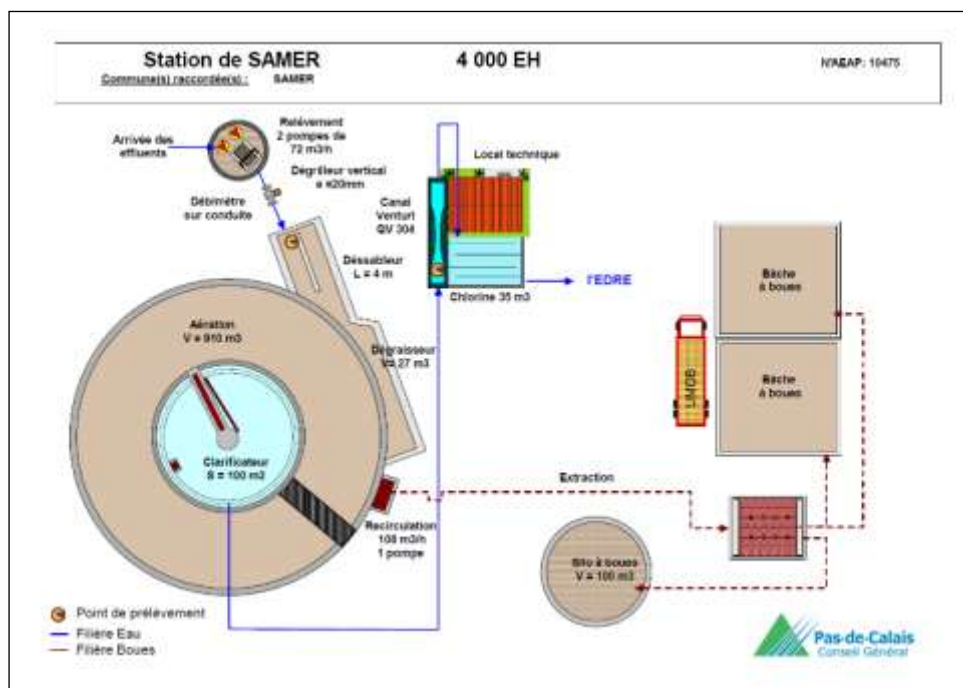 Station de SAMER
4 000 EH
N°AEAP: 10475
Commune(s) raccordée(s) :
SAMER
Relèvement
2 pompes de
72 m3/h
Arrivée des
effluents
Dégrilleur vertical
ø <20mm
Débimètre
sur conduite
Local technique
Canal
Venturi
QV 304
Déssableur
L = 4 m
Chlorine 35 m3
l'EDRE
Bâche
à boues
Aération
V = 910 m3
Dégraisseur
V= 27 m3
LIMOB
Bâche
à boues
Clarificateur
S = 100 m2
Extraction
Recirculation
108 m3/h
1 pompe
Silo à boues
V = 100 m3
Point de prélèvement
Filière Eau
Filière Boues
Pas-de-Calais
Conseil Général